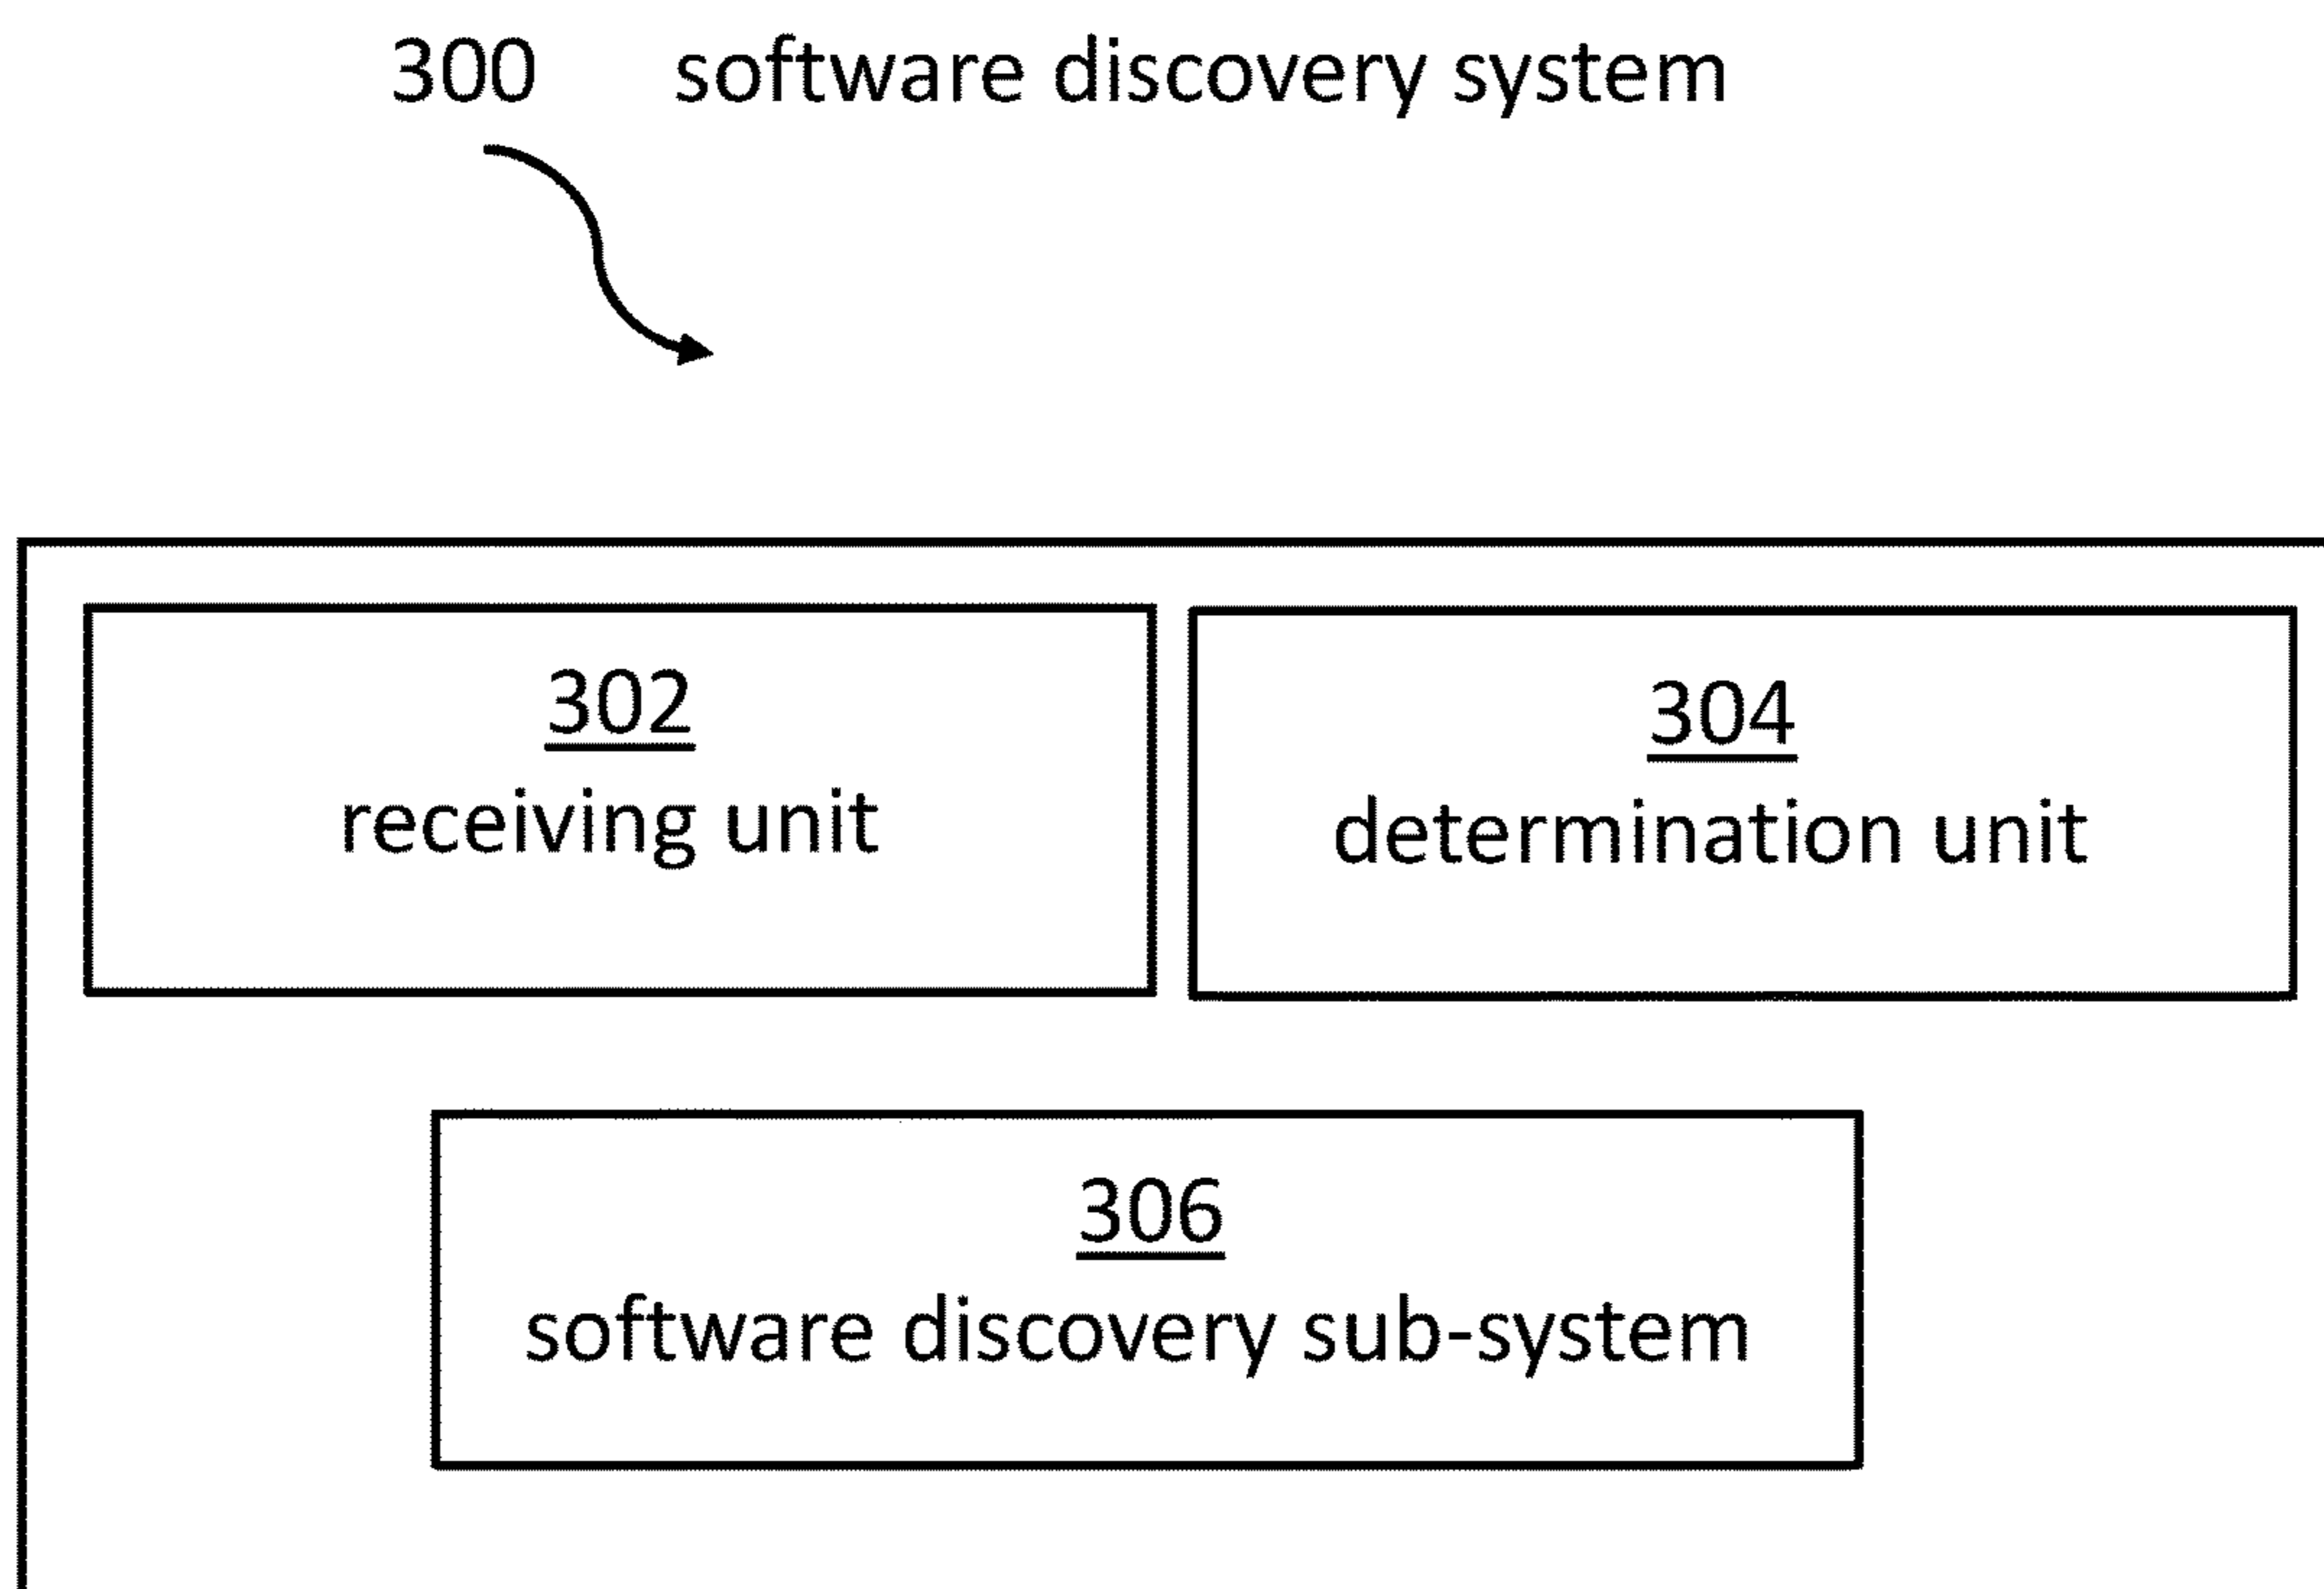 300 software discovery system
302
receiving unit
304
determination unit
306
software discovery sub-system